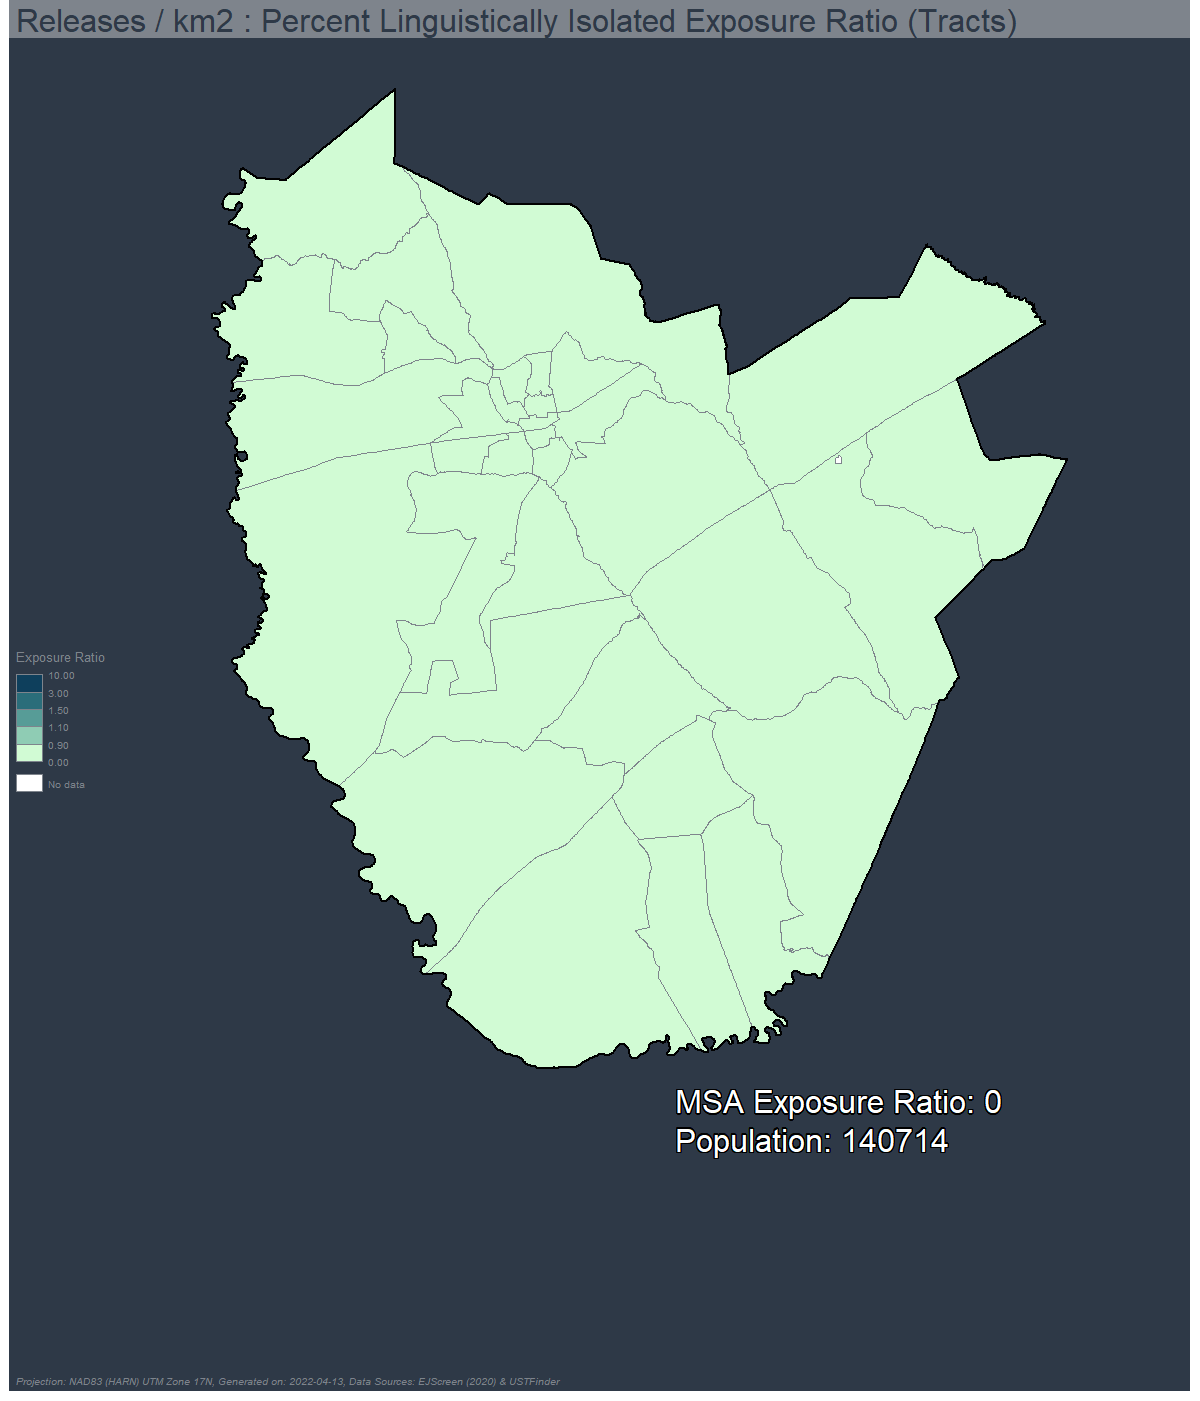 Releases / km2 : Percent Linguistically Isolated Exposure Ratio (Tracts)
Exposure Ratio
10.00
3.00
1.50
1.10
0.90
0.00
No data
MSA Exposure Ratio: 0
Population: 140714
Projection: NAD83 (HARN) UTM Zone 17N, Generated on: 2022-04-13, Data Sources: EJScreen (2020) & USTFinder